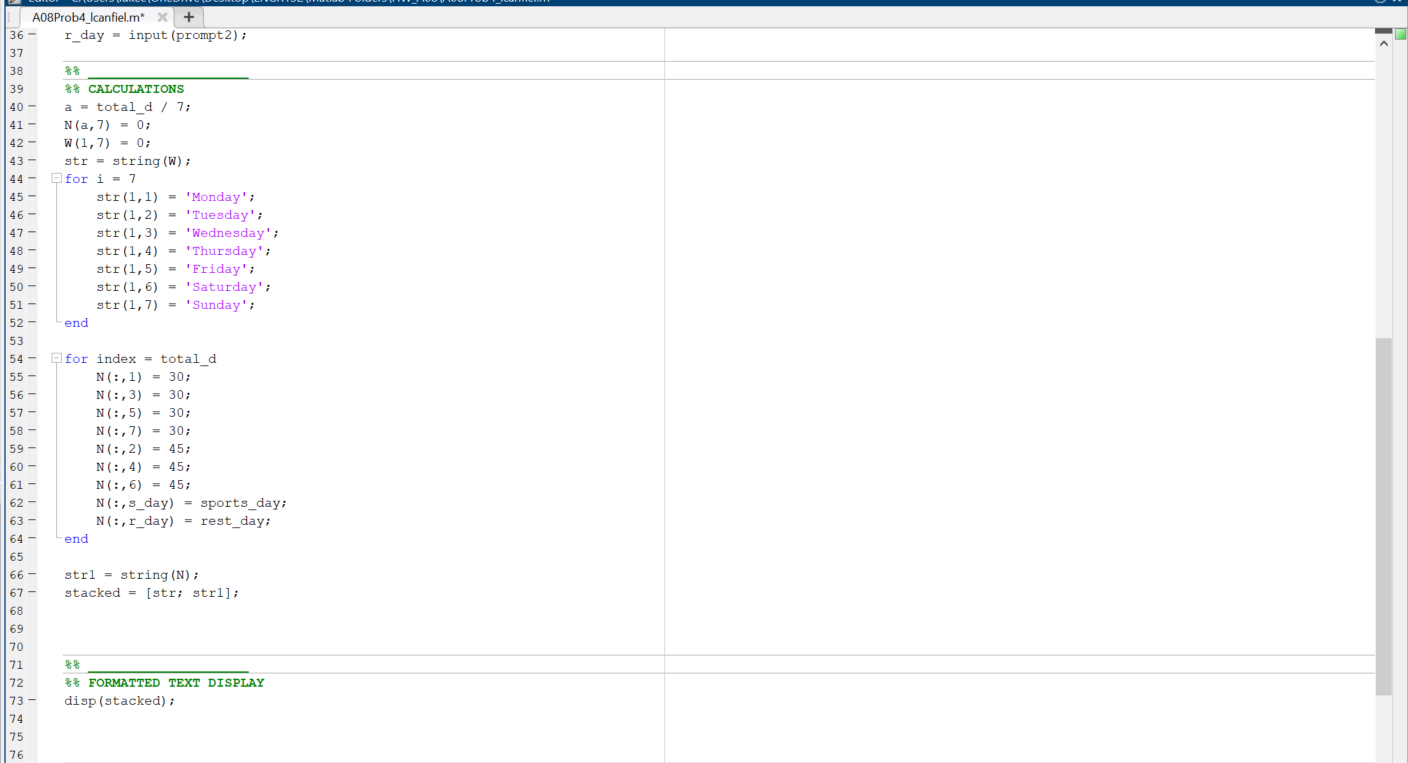 A08Prob4_lcanfiel.m*
36 r_day = input(prompt2);
37
38 %% ____________________
39 %% CALCULATIONS
40 a = total_d / 7;
41 N(a,7) = 0;
42 W(1,7) = 0;
43 str = string(W);
44 for i = 7
45 str(1,1) = 'Monday';
46 str(1,2) = 'Tuesday';
47 str(1,3) = 'Wednesday';
48 str(1,4) = 'Thursday';
49 str(1,5) = 'Friday';
50 str(1,6) = 'Saturday';
51 str(1,7) = 'Sunday';
52 end
53
54 for index = total_d
55 N(:,1) = 30;
56 N(:,3) = 30;
57 N(:,5) = 30;
58 N(:,7) = 30;
59 N(:,2) = 45;
60 N(:,4) = 45;
61 N(:,6) = 45;
62 N(:,s_day) = sports_day;
63 N(:,r_day) = rest_day;
64 end
65
66 str1 = string(N);
67 stacked = [str; str1];
68
69
70
71 %% ____________________
72 %% FORMATTED TEXT DISPLAY
73 disp(stacked);
74
75
76